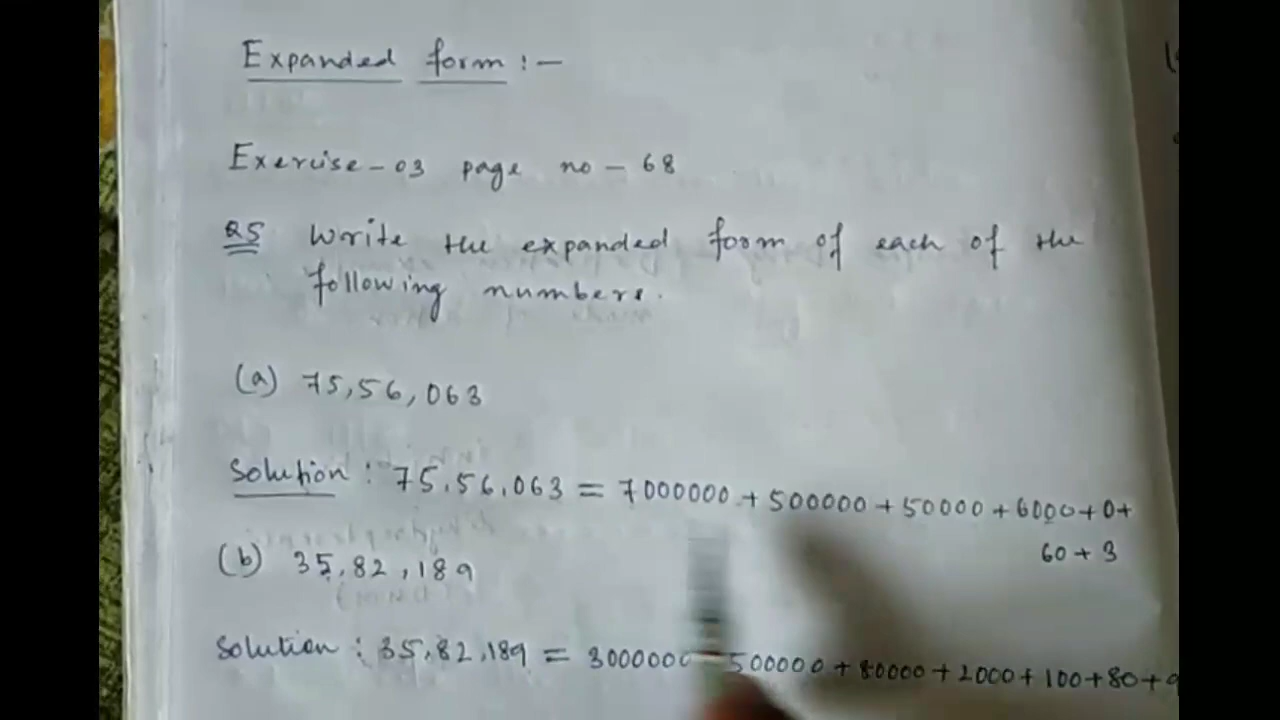 Expanded form :-
Exercise-03 page no - 68
Q5 Write the expanded form of each of the
following numbers.
(a) 75,56,063
Solution : 75,56,063 = 7000000 + 500000 + 50000 + 6000 + 0 +
60 + 3
(b) 35,82,189
Solution : 35,82,189 = 3000000 500000 + 80000 + 2000 + 100 + 80 + 9